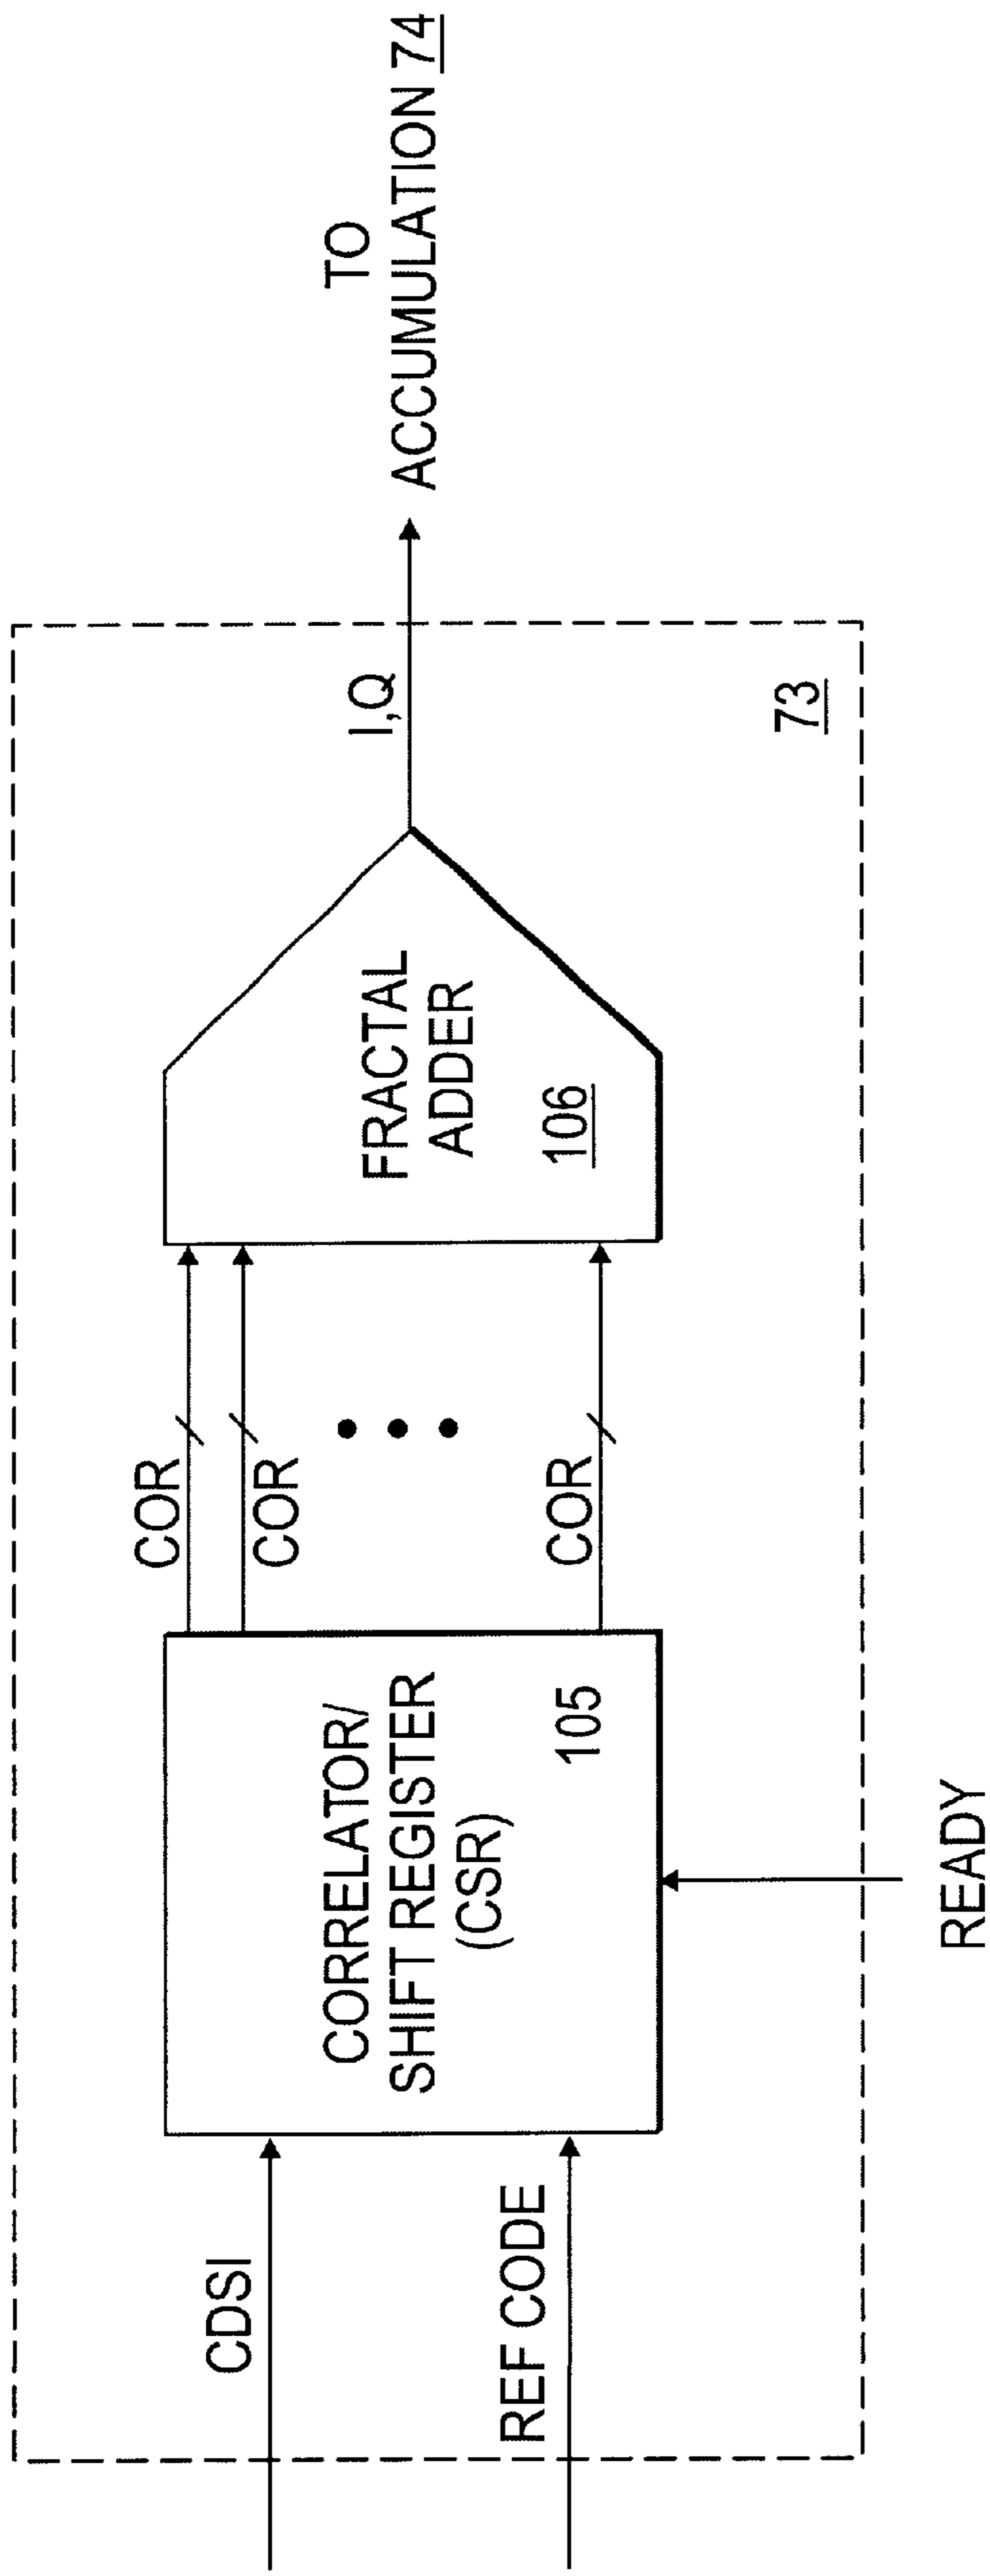 CDSI
REF CODE
CORRELATOR/
SHIFT REGISTER
(CSR)
105
READY
COR
COR
COR
FRACTAL
ADDER
106
I,Q
73
TO
ACCUMULATION 74